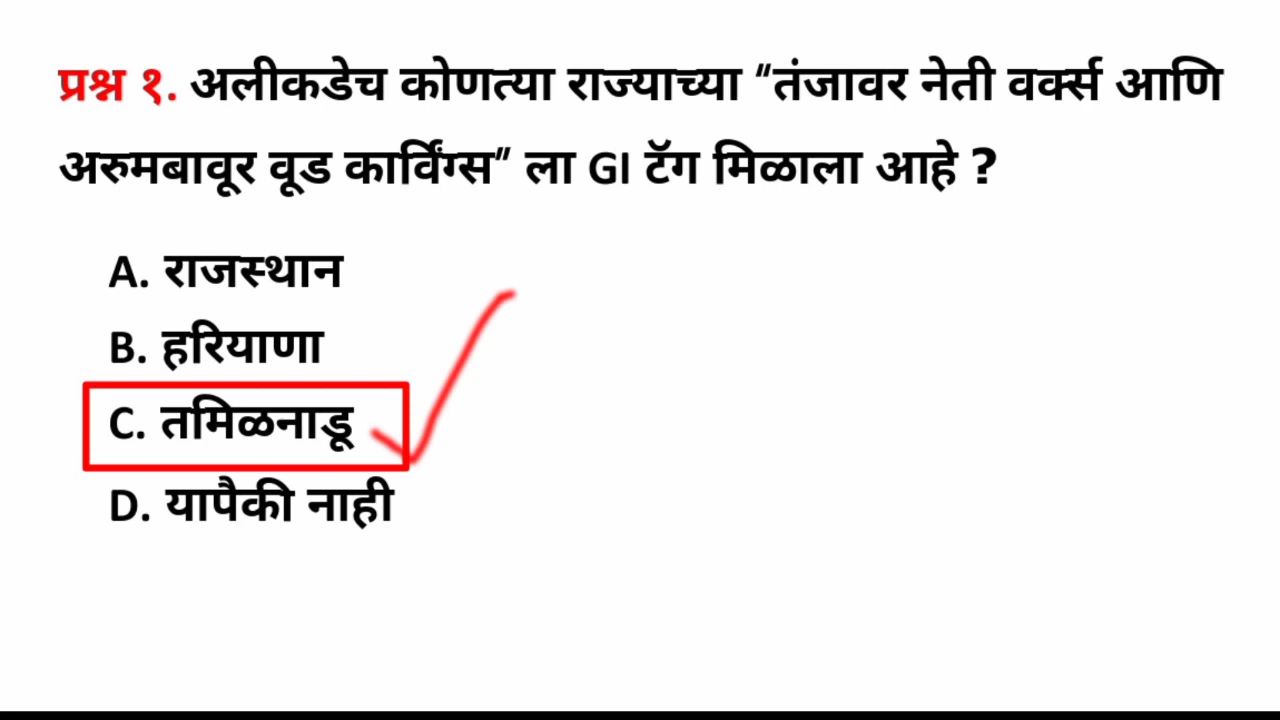 प्रश्न १. अलीकडेच कोणत्या राज्याच्या “तंजावर नेती वर्क्स आणि
अरुमबावूर वूड कार्विंग्स” ला GI टॅग मिळाला आहे ?
A. राजस्थान
B. हरियाणा
C. तमिळनाडू
D. यापैकी नाही